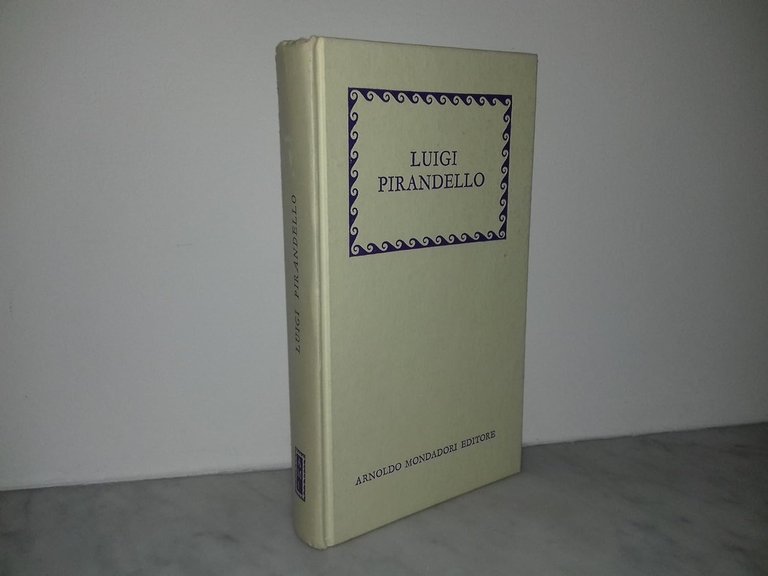 LUIGI
PIRANDELLO
ARNOLDO MONDADORI EDITORE
LUIGI PIRANDELLO